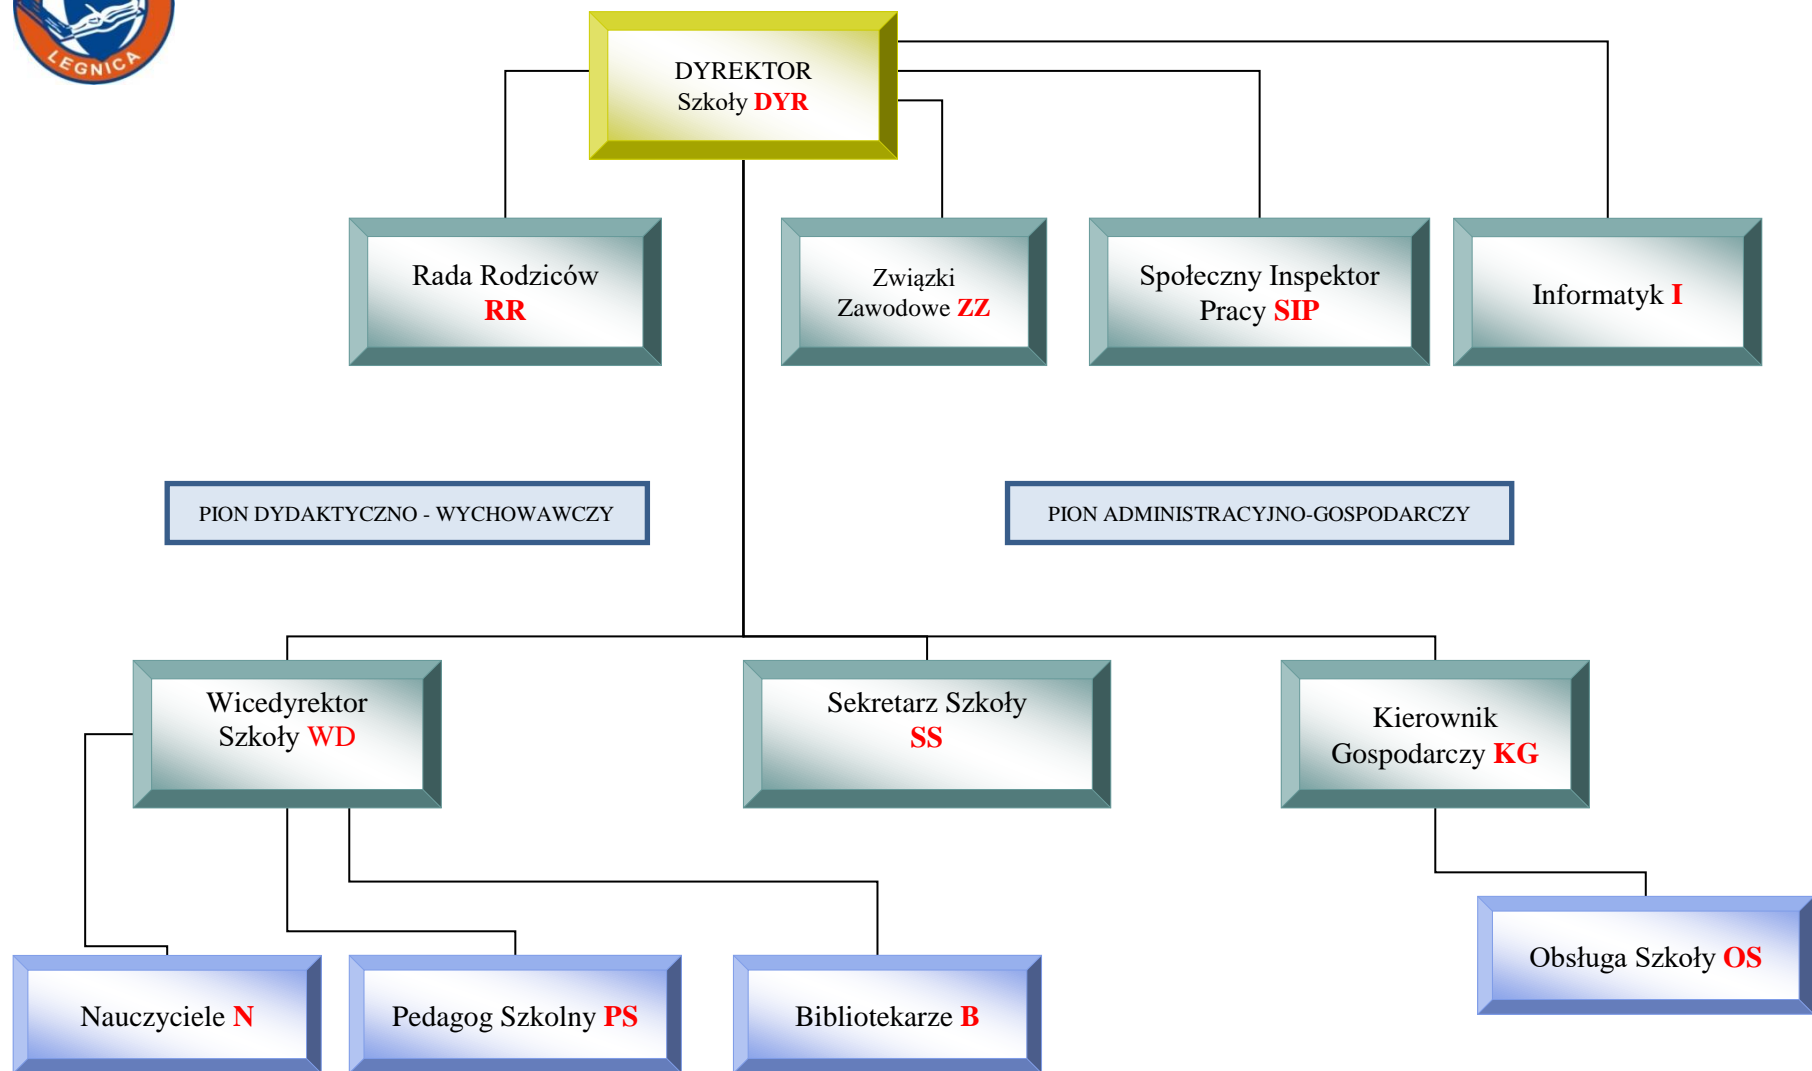 LEGNICA
DYREKTOR
Szkoły DYR
Rada Rodziców
RR
Związki
Zawodowe ZZ
Społeczny Inspektor
Pracy SIP
Informatyk I
PION DYDAKTYCZNO - WYCHOWAWCZY
PION ADMINISTRACYJNO-GOSPODARCZY
Wicedyrektor
Szkoły WD
Sekretarz Szkoły
SS
Kierownik
Gospodarczy KG
Nauczyciele N
Pedagog Szkolny PS
Bibliotekarze B
Obsługa Szkoły OS